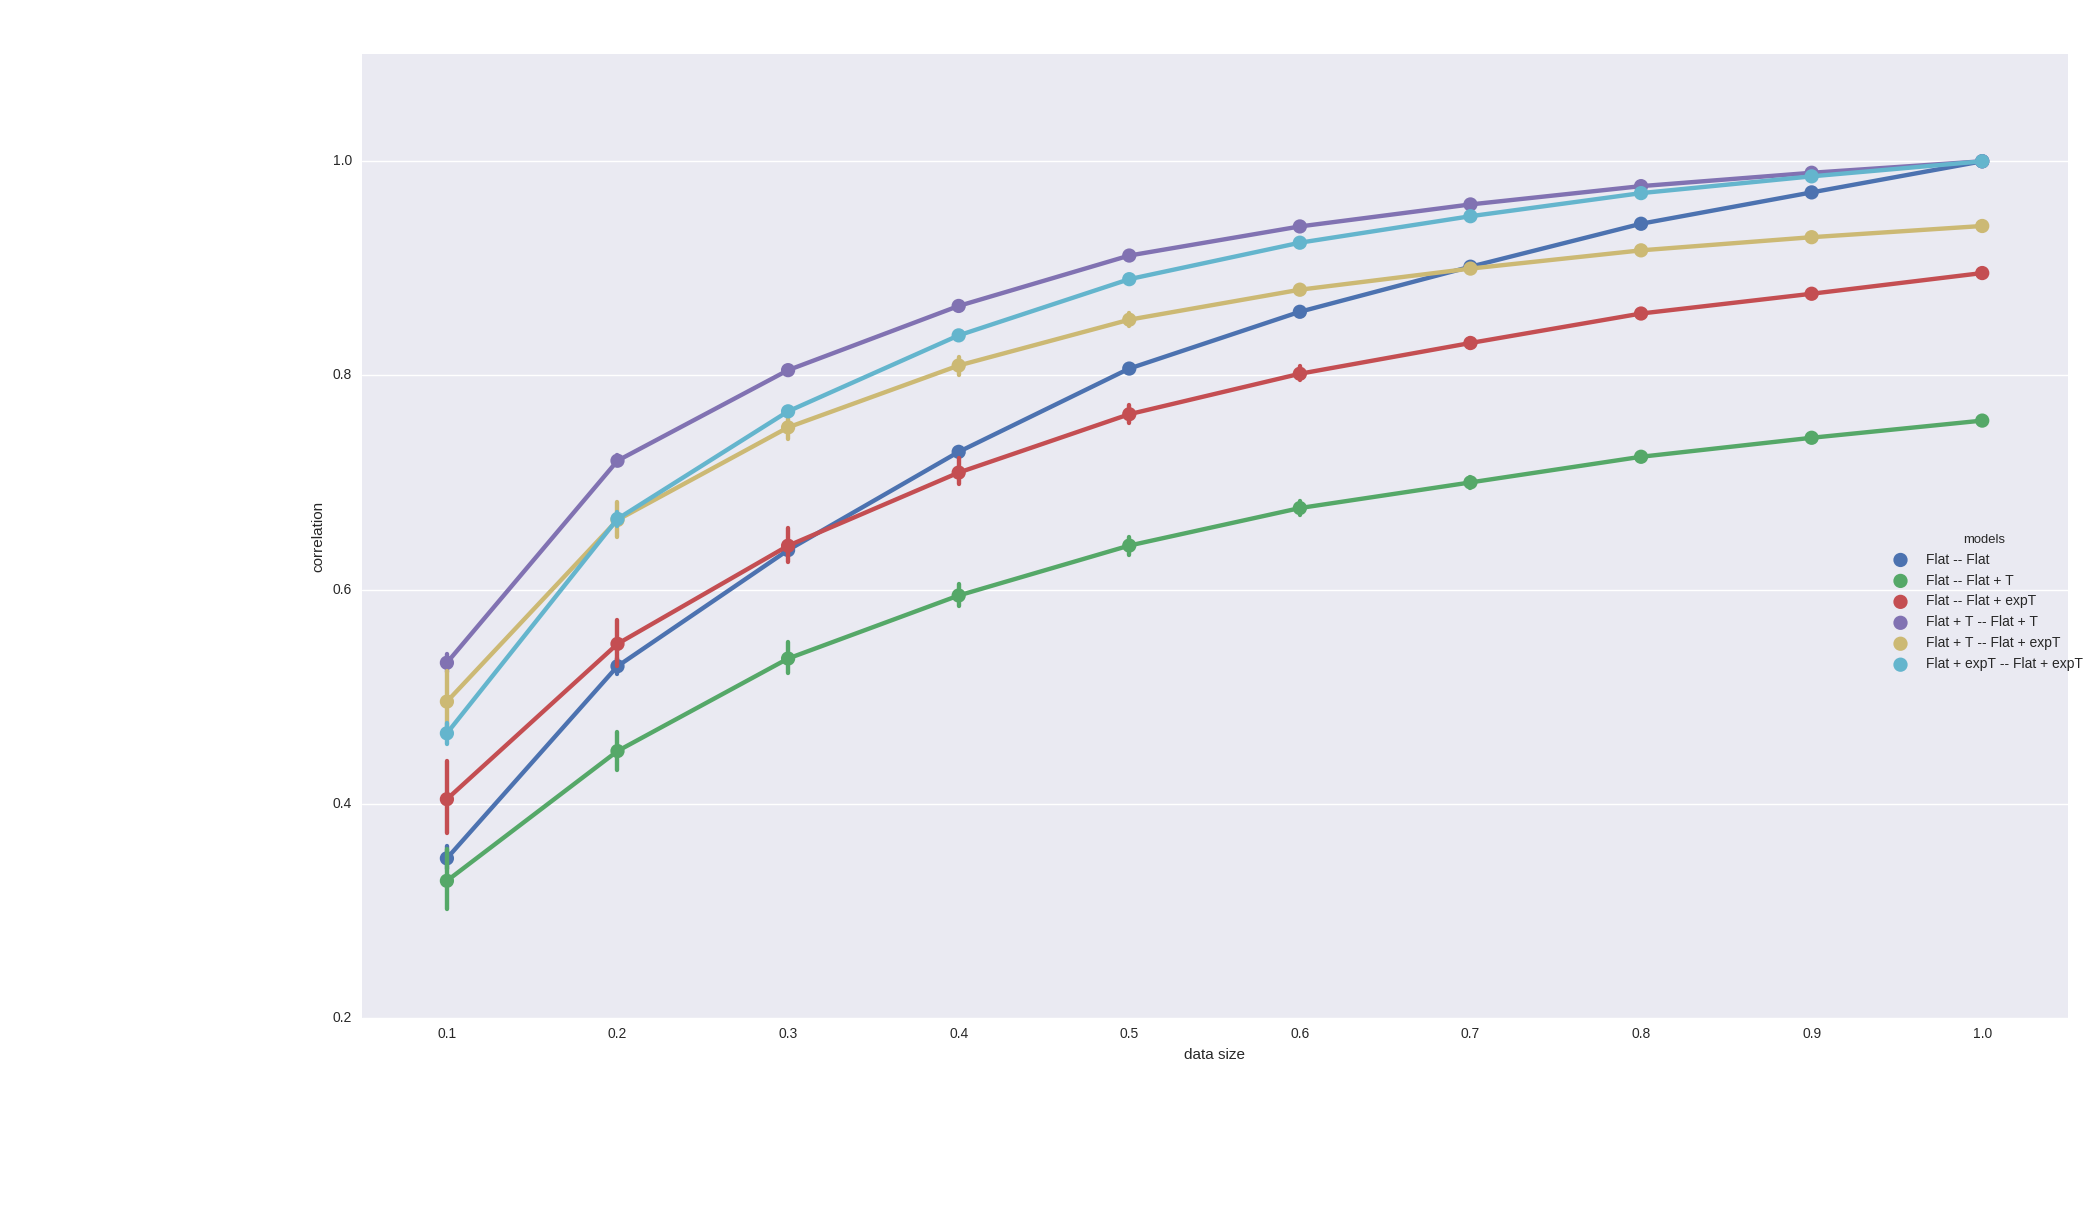 1.0
0.8
0.6
0.4
0.2
correlation
0.1 0.2 0.3 0.4 0.5 0.6 0.7 0.8 0.9 1.0
data size
models
Flat -- Flat
Flat -- Flat + T
Flat -- Flat + expT
Flat + T -- Flat + T
Flat + T -- Flat + expT
Flat + expT -- Flat + expT